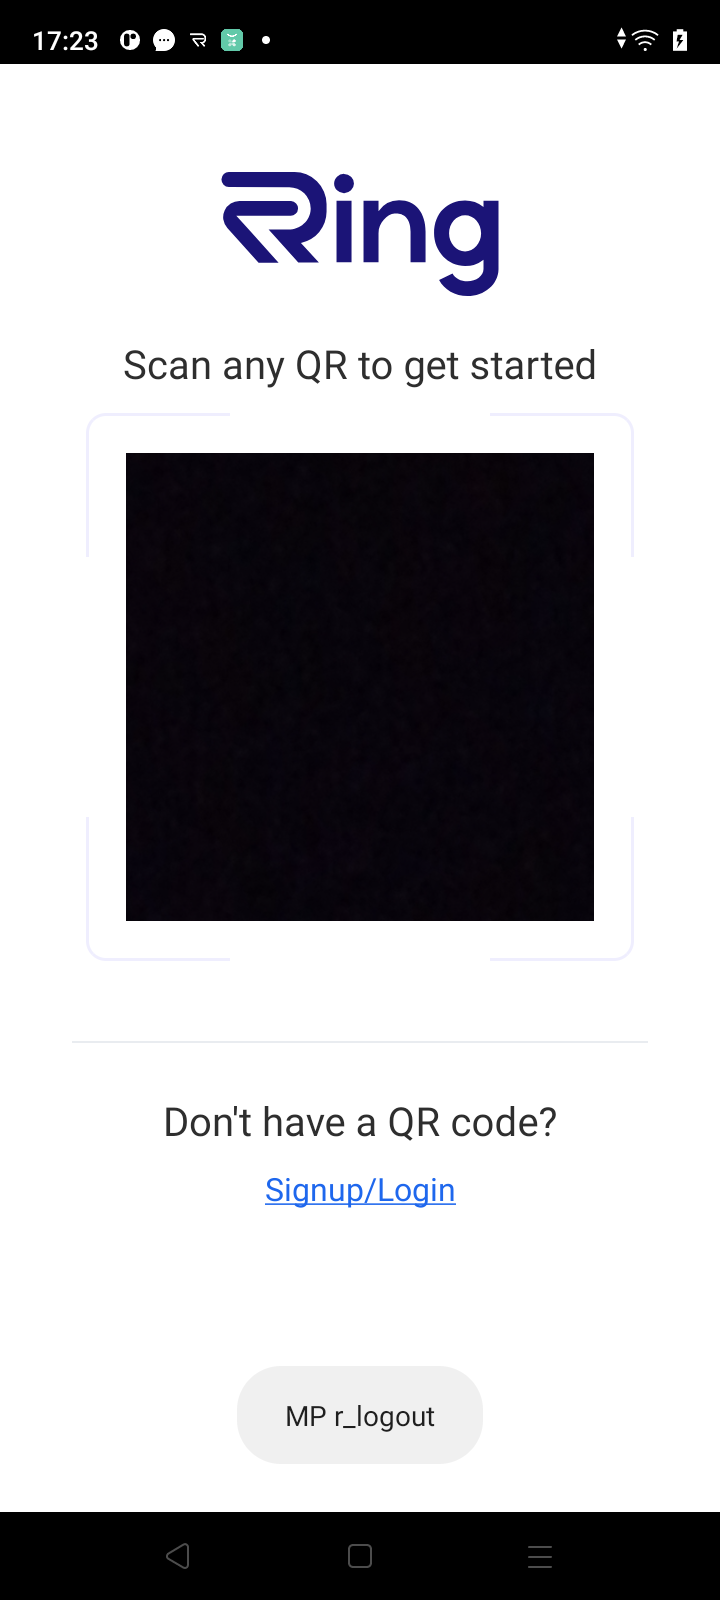 17:23
Ring
Scan any QR to get started
Don't have a QR code?
Signup/Login
MP r_logout